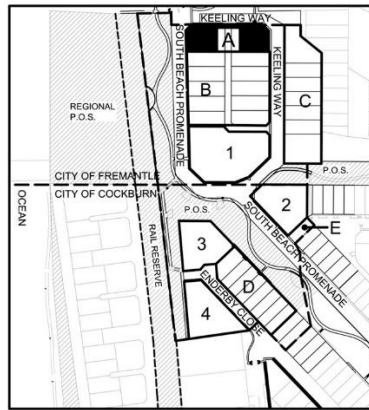 KEELING WAY
A
SOUTH BEACH PROMENADE
KEELING WAY
B
C
REGIONAL
P.O.S.
1
P.O.S.
CITY OF FREMANTLE
CITY OF COCKBURN
OCEAN
P.O.S.
2
E
SOUTH BEACH PROMENADE
RAIL RESERVE
3
D
ENDERBY CLOSE
4